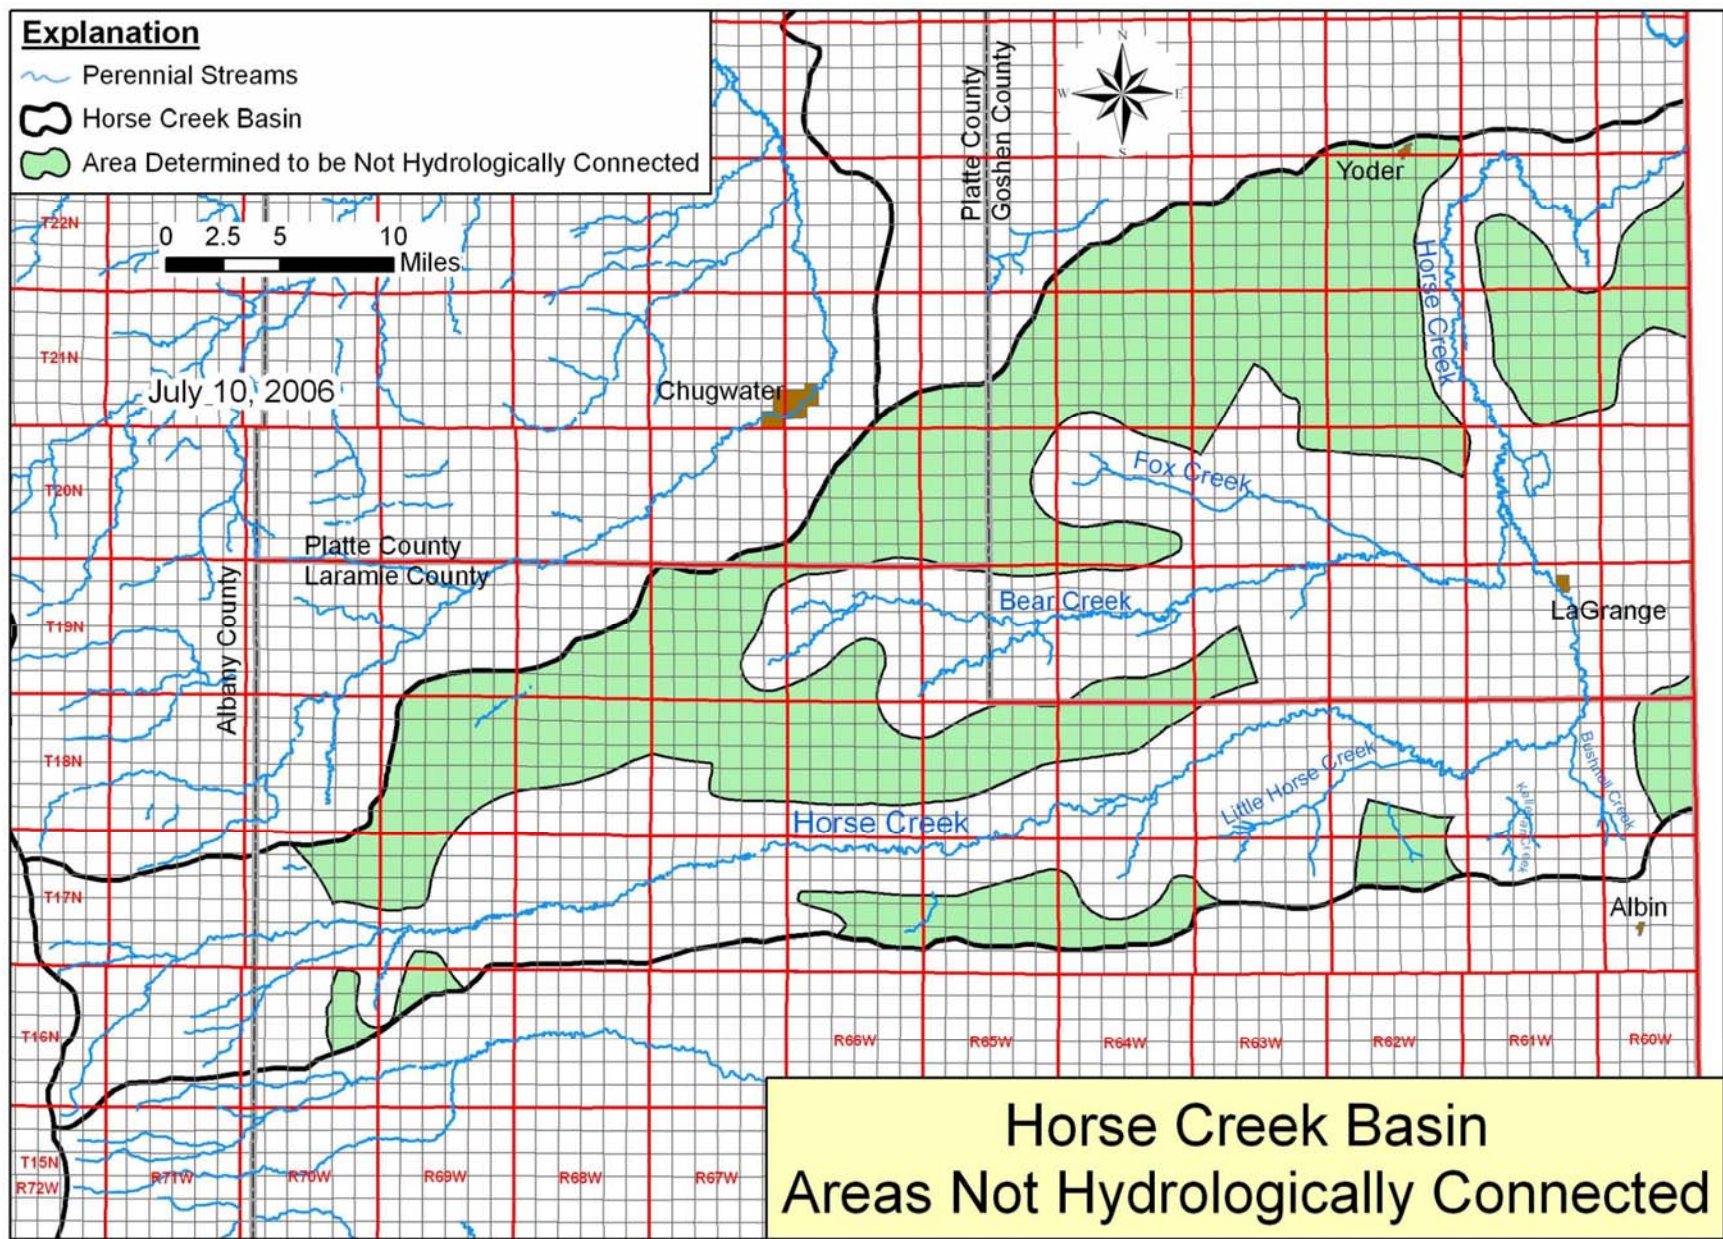 Explanation
Perennial Streams
Horse Creek Basin
Area Determined to be Not Hydrologically Connected
N
W
E
S
Platte County
Goshen County
Yoder
T22N
0 2.5 5 10
Miles
Horse Creek
T21N
July 10, 2006
Chugwater
Fox Creek
T20N
Platte County
Laramie County
Albany County
Bear Creek
LaGrange
T19N
T18N
Little Horse Creek
Bushnell Creek
Horse Creek
T17N
Albin
T16N
R66W
R65W
R64W
R63W
R62W
R61W
R60W
T15N
R72W
R71W
R70W
R69W
R68W
R67W
Horse Creek Basin
Areas Not Hydrologically Connected